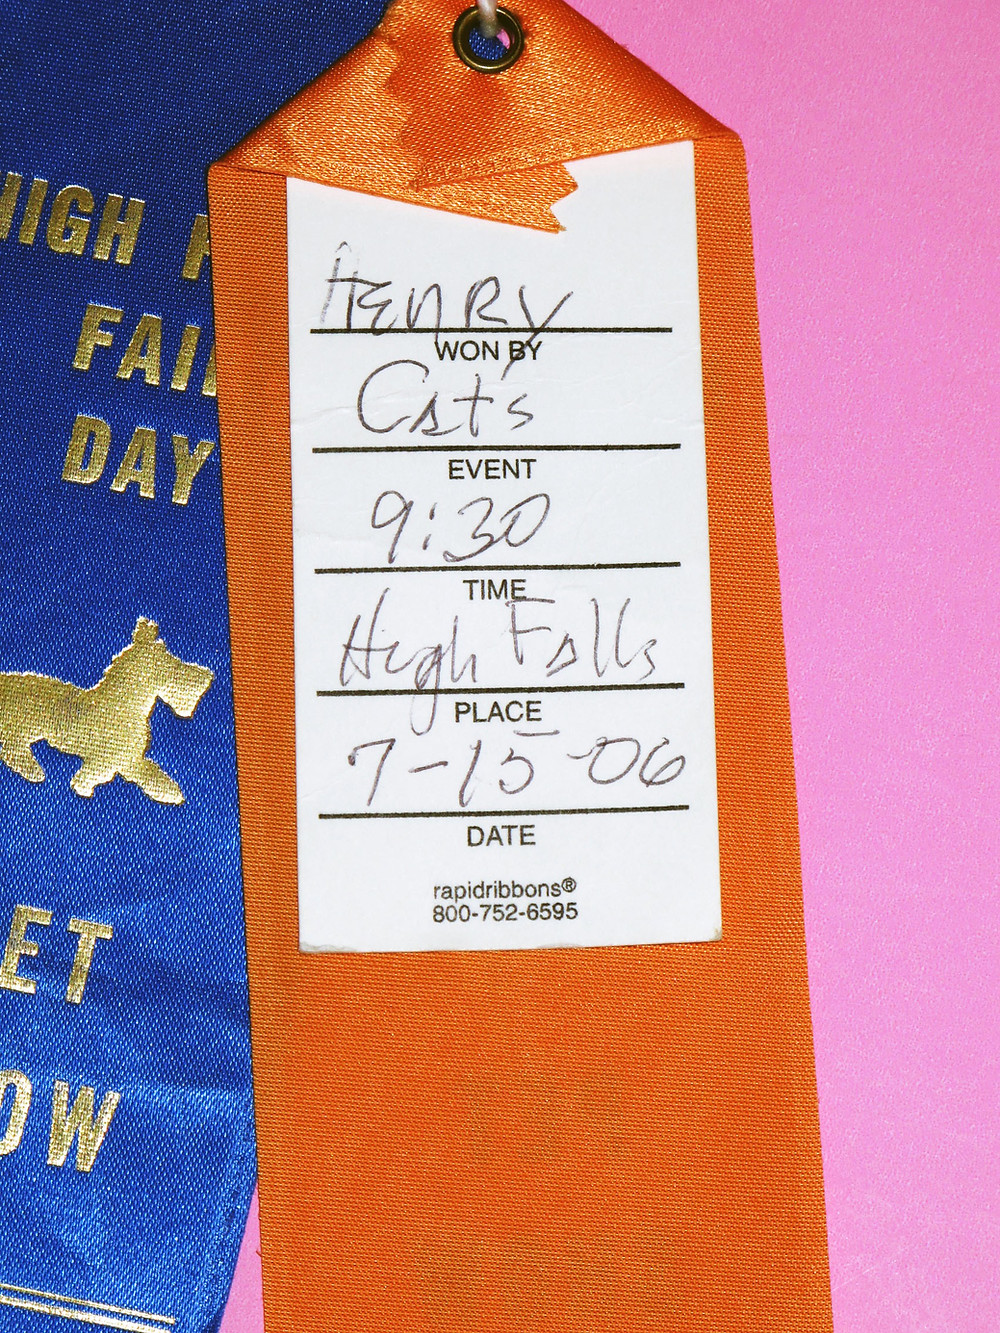 HIGH
FAI
DAY
ET
OW
HENRY
WON BY
Cats
EVENT
9:30
TIME
High Falls
PLACE
7-15-06
DATE
rapidribbons®
800-752-6595